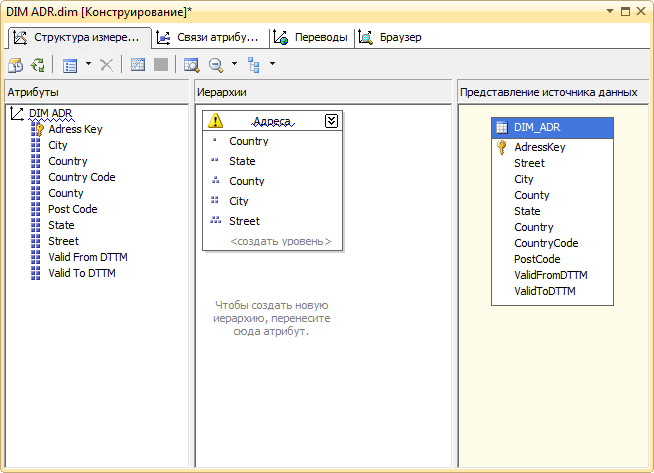 DIM ADR.dim [Конструирование]*
Структура измере...
Связи атрибу...
Переводы
Браузер
Атрибуты
DIM ADR
Adress Key
City
Country
Country Code
County
Post Code
State
Street
Valid From DTTM
Valid To DTTM
Иерархии
Адреса
Country
State
County
City
Street
<создать уровень>
Чтобы создать новую
иерархию, перенесите
сюда атрибут.
Представление источника данных
DIM_ADR
AdressKey
Street
City
County
State
Country
CountryCode
PostCode
ValidFromDTTM
ValidToDTTM